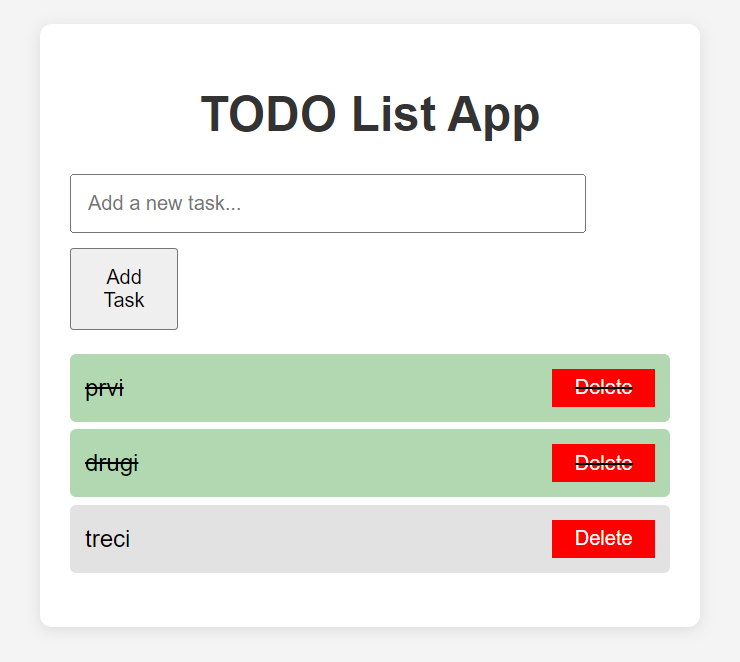 TODO List App
Add a new task...
Add
Task
prvi Delete
drugi Delete
treci Delete